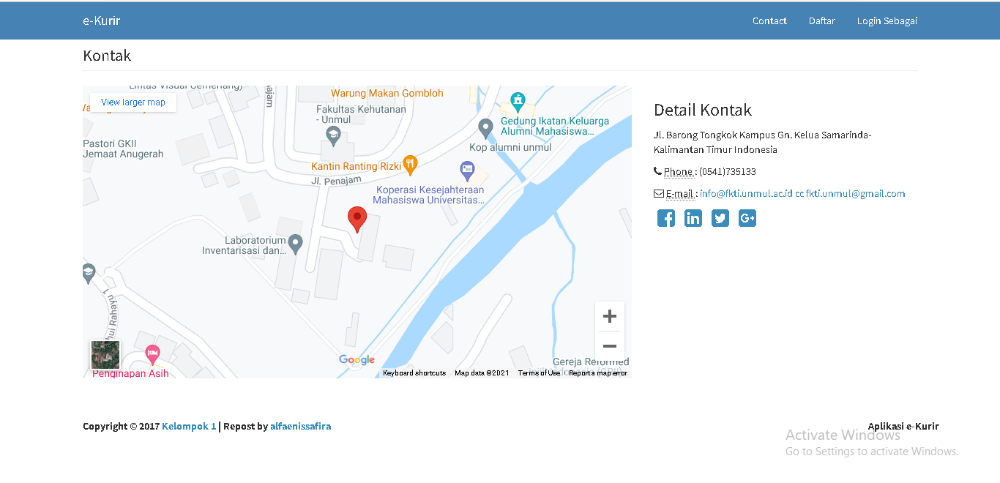 e-Kurir
Contact
Daftar
Login Sebagai
Kontak
View larger map
Warung Makan Gombloh
Fakultas Kehutanan
- Unmul
Gedung Ikatan Keluarga
Alumni Mahasiswa...
Pastori GKII
Jemaat Anugerah
Kop alumni unmul
Kantin Ranting Rizki
Jl. Penajam
Koperasi Kesejahteraan
Mahasiswa Universitas...
Laboratorium
Inventarisasi dan...
Penginapan Asih
Google
Gereja Reformed
Keyboard shortcuts
Map data ©2021
Terms of Use
Report a map error
Detail Kontak
Jl. Barong Tongkok Kampus Gn. Kelua Samarinda-
Kalimantan Timur Indonesia
Phone : (0541)735133
E-mail : info@fkti.unmul.ac.id cc fkti.unmul@gmail.com
Copyright © 2017 Kelompok 1 | Repost by alfaenissafira
Aplikasi e-Kurir
Activate Windows
Go to Settings to activate Windows.